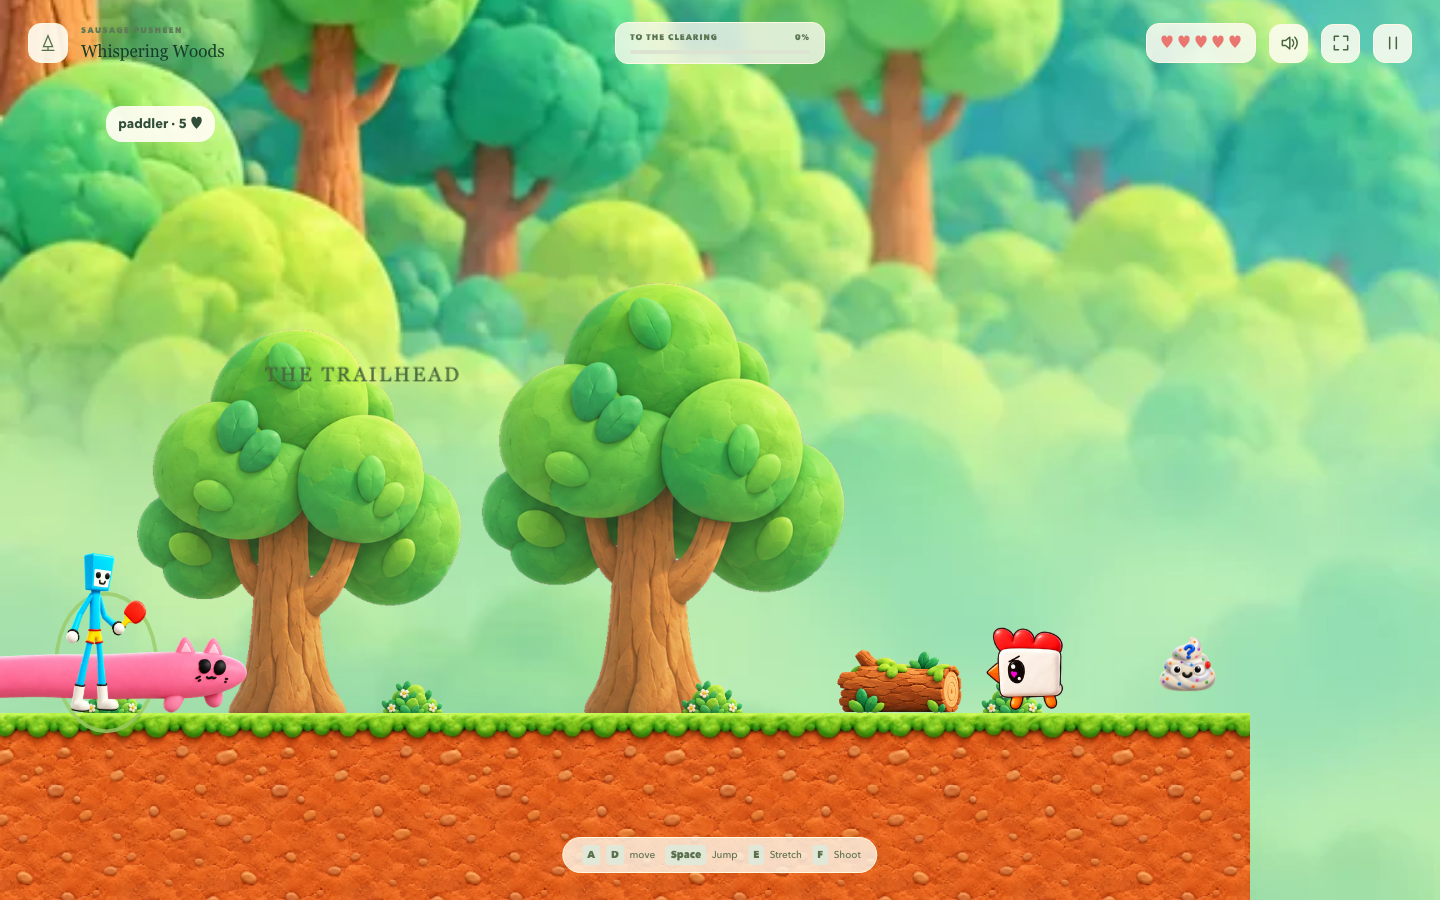 SAUSAGE PUSHEEN
Whispering Woods
TO THE CLEARING 0%
paddler · 5 ♥
THE TRAILHEAD
?
A D move Space Jump E Stretch F Shoot